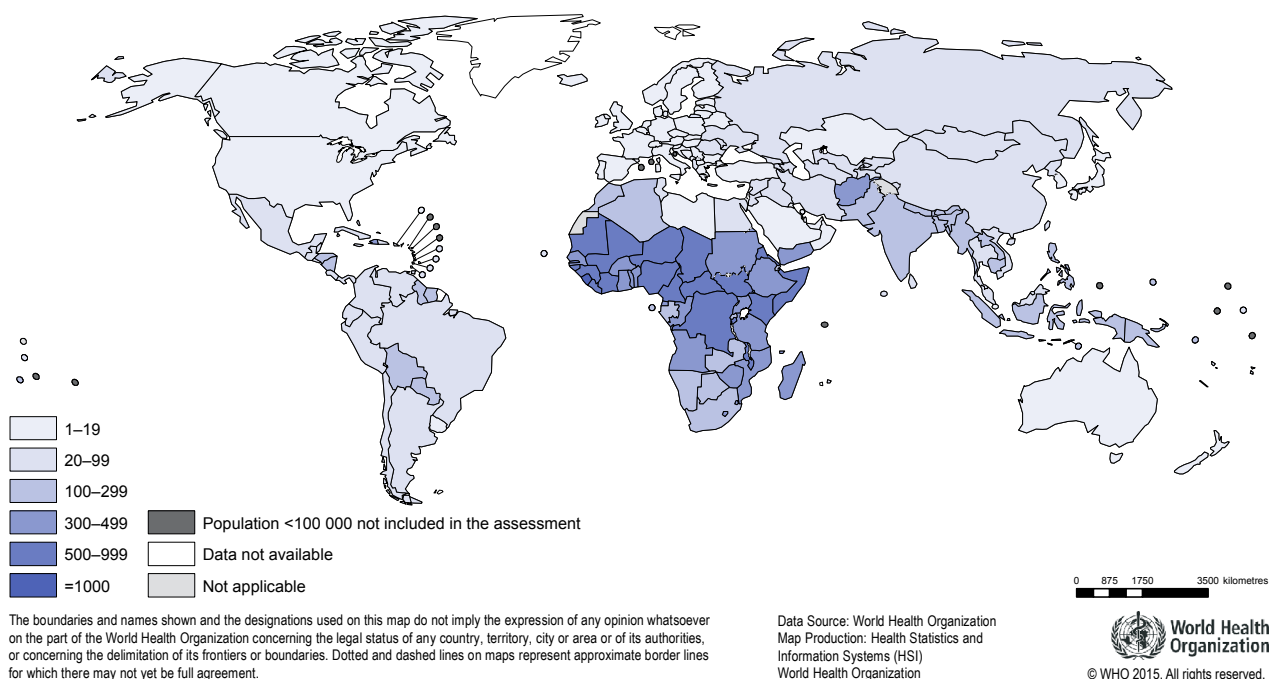 1–19
20–99
100–299
300–499
500–999
=1000
Population <100 000 not included in the assessment
Data not available
Not applicable
0 875 1750 3500 kilometres
The boundaries and names shown and the designations used on this map do not imply the expression of any opinion whatsoever
on the part of the World Health Organization concerning the legal status of any country, territory, city or area or of its authorities,
or concerning the delimitation of its frontiers or boundaries. Dotted and dashed lines on maps represent approximate border lines
for which there may not yet be full agreement.
Data Source: World Health Organization
Map Production: Health Statistics and
Information Systems (HSI)
World Health Organization
World Health
Organization
© WHO 2015. All rights reserved.